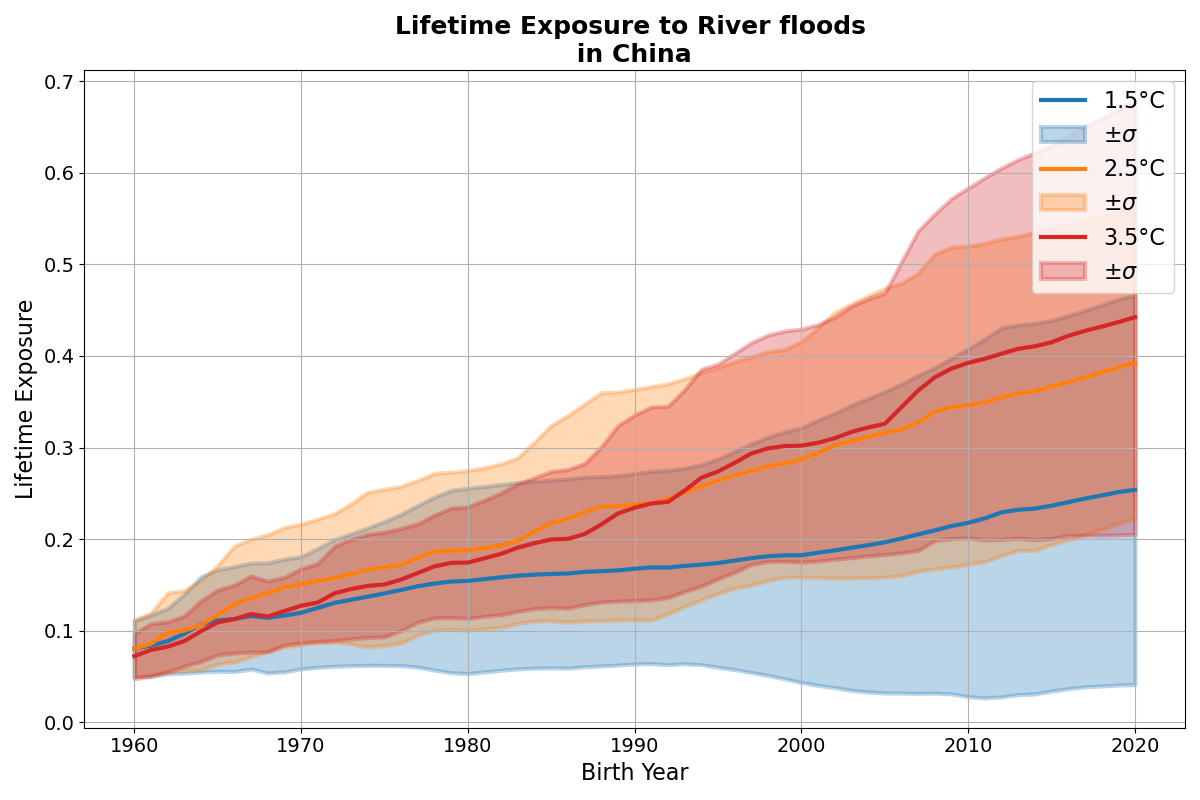 Lifetime Exposure to River floods
in China
Lifetime Exposure
0.7
0.6
0.5
0.4
0.3
0.2
0.1
0.0
1960 1970 1980 1990 2000 2010 2020
Birth Year
1.5°C
±σ
2.5°C
±σ
3.5°C
±σ